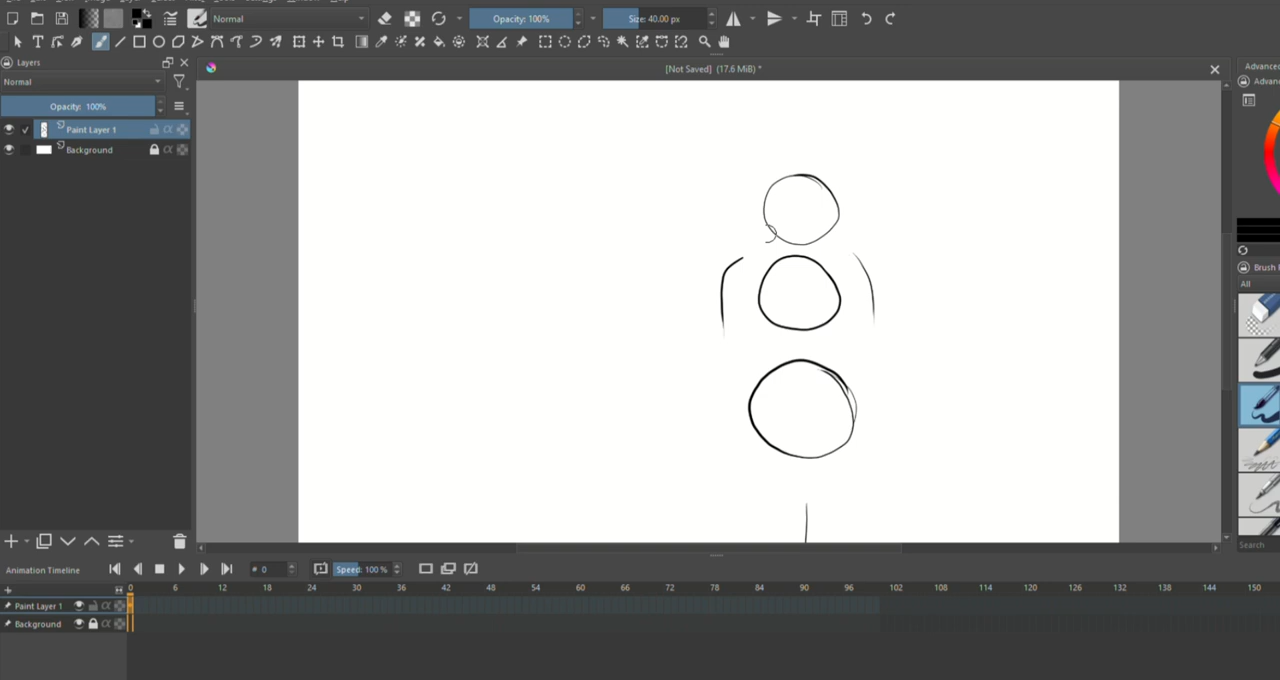 Normal
Opacity: 100%
Size: 40.00 px
Layers
[Not Saved] (17.6 MiB) *
Advanced
Normal
Advan
Opacity: 100%
Paint Layer 1
Background
Brush
All
Search
Animation Timeline
# 0
Speed: 100 %
0 6 12 18 24 30 36 42 48 54 60 66 72 78 84 90 96 102 108 114 120 126 132 138 144 150
Paint Layer 1
Background